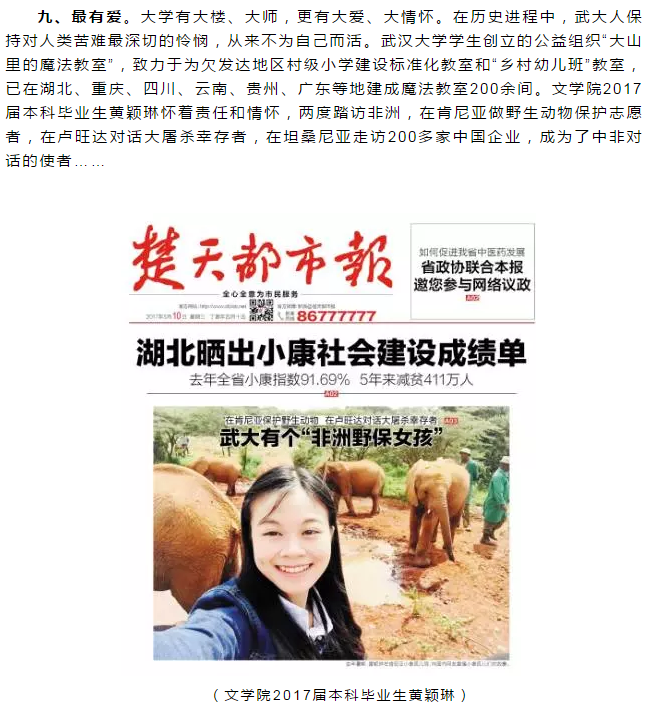 九、最有爱。大学有大楼、大师，更有大爱、大情怀。在历史进程中，武大人保
持对人类苦难最深切的怜悯，从来不为自己而活。武汉大学学生创立的公益组织“大山
里的魔法教室”，致力于为欠发达地区村级小学建设标准化教室和“乡村幼儿班”教室，
已在湖北、重庆、四川、云南、贵州、广东等地建成魔法教室200余间。文学院2017
届本科毕业生黄颖琳怀着责任和情怀，两度踏访非洲，在肯尼亚做野生动物保护志愿
者，在卢旺达对话大屠杀幸存者，在坦桑尼亚走访200多家中国企业，成为了中非对
话的使者……
楚天都市報
全心全意为市民服务
86777777
如何促进我省中医药发展
省政协联合本报
邀您参与网络议政
A02
湖北晒出小康社会建设成绩单
去年全省小康指数91.69% 5年来减贫411万人
A02
在肯尼亚保护野生动物 在卢旺达对话大屠杀幸存者 A03
武大有个“非洲野保女孩”
（文学院2017届本科毕业生黄颖琳）